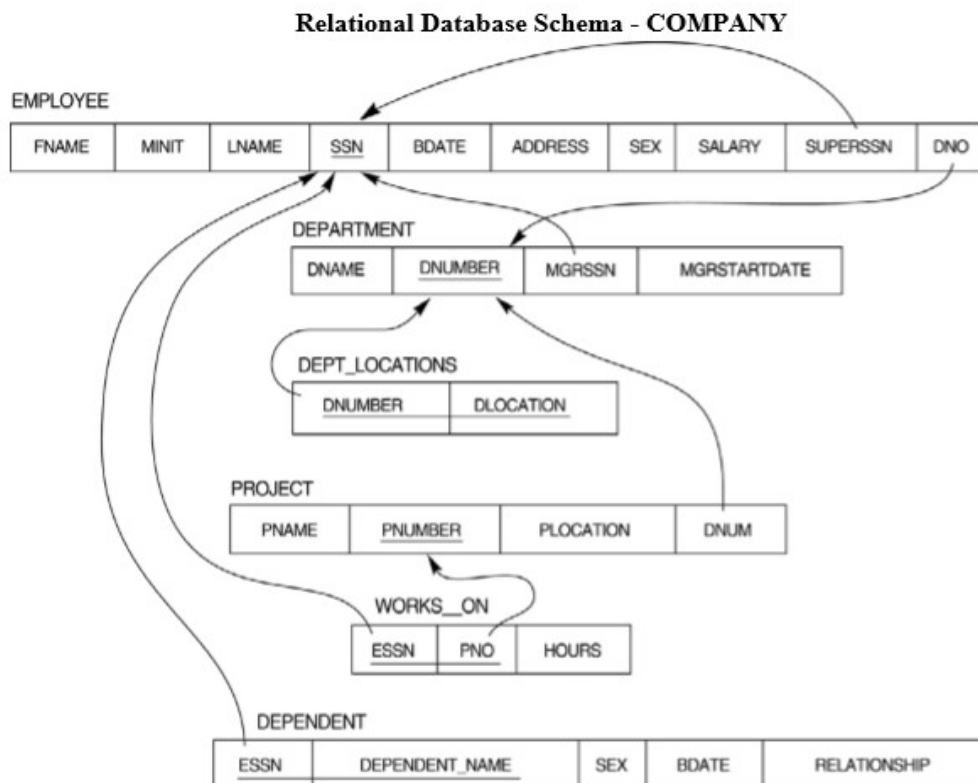 Relational Database Schema - COMPANY
EMPLOYEE
FNAME MINIT LNAME SSN BDATE ADDRESS SEX SALARY SUPERSSN DNO
DEPARTMENT
DNAME DNUMBER MGRSSN MGRSTARTDATE
DEPT_LOCATIONS
DNUMBER DLOCATION
PROJECT
PNAME PNUMBER PLOCATION DNUM
WORKS__ON
ESSN PNO HOURS
DEPENDENT
ESSN DEPENDENT_NAME SEX BDATE RELATIONSHIP